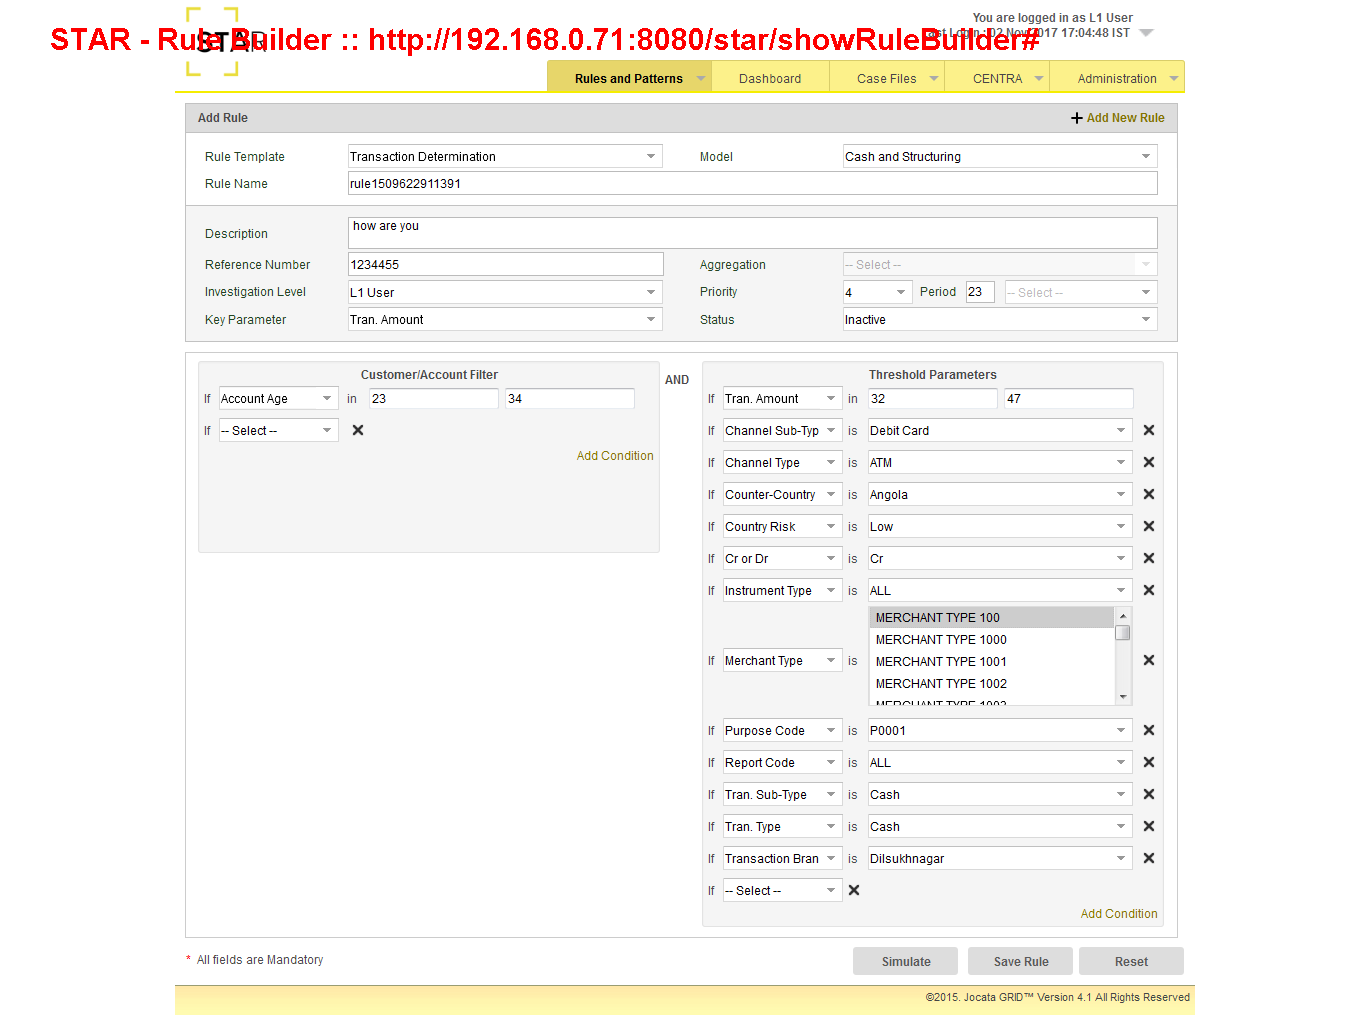 You are logged in as L1 User
STAR - Rule Builder :: http://192.168.0.71:8080/star/showRuleBuilder#
STAR
Last Login : 02 Nov 2017 17:04:48 IST
Rules and Patterns Dashboard Case Files CENTRA Administration
Add Rule Add New Rule
Rule Template Transaction Determination Model Cash and Structuring
Rule Name rule1509622911391
Description how are you
Reference Number 1234455 Aggregation -- Select --
Investigation Level L1 User Priority 4 Period 23 -- Select --
Key Parameter Tran. Amount Status Inactive
Customer/Account Filter
If Account Age in 23 34
If -- Select --
Add Condition
AND
Threshold Parameters
If Tran. Amount in 32 47
If Channel Sub-Typ is Debit Card
If Channel Type is ATM
If Counter-Country is Angola
If Country Risk is Low
If Cr or Dr is Cr
If Instrument Type is ALL
If Merchant Type is
MERCHANT TYPE 100
MERCHANT TYPE 1000
MERCHANT TYPE 1001
MERCHANT TYPE 1002
MERCHANT TYPE 1003
If Purpose Code is P0001
If Report Code is ALL
If Tran. Sub-Type is Cash
If Tran. Type is Cash
If Transaction Bran is Dilsukhnagar
If -- Select --
Add Condition
* All fields are Mandatory
Simulate Save Rule Reset
©2015. Jocata GRID™ Version 4.1 All Rights Reserved